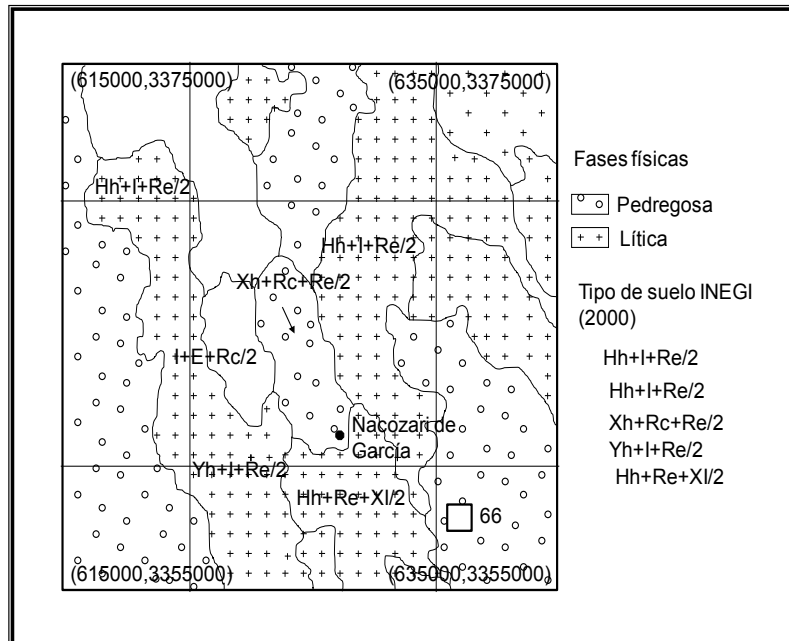 (615000,3375000)
(635000,3375000)
Hh+I+Re/2
Hh+I+Re/2
Xh+Rc+Re/2
I+E+Rc/2
Nacozari de
García
Yh+I+Re/2
Hh+Re+XI/2
66
(615000,3355000)
(635000,3355000)
Fases físicas
Pedregosa
Lítica
Tipo de suelo INEGI
(2000)
Hh+I+Re/2
Hh+I+Re/2
Xh+Rc+Re/2
Yh+I+Re/2
Hh+Re+XI/2